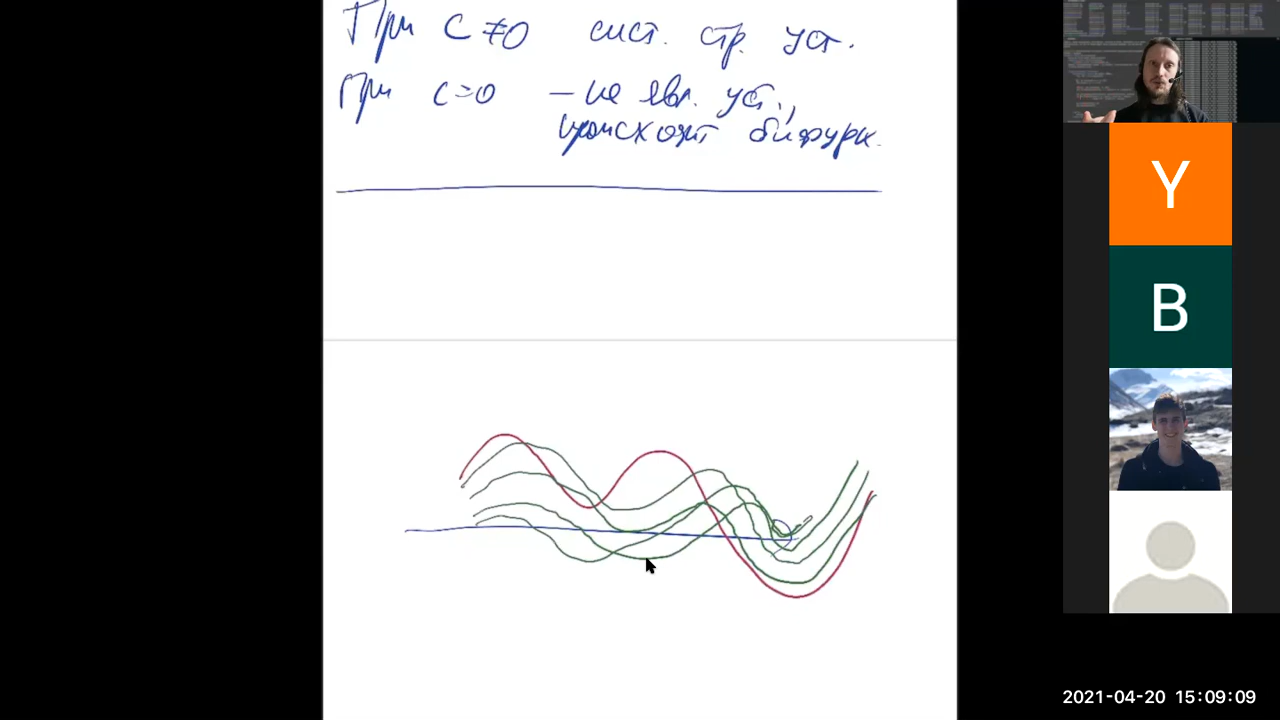 При C ≠ 0 сист. стр. уст.
При c=0 – не явл. уст.,
происходит бифурк.
Y
B
2021-04-20 15:09:09